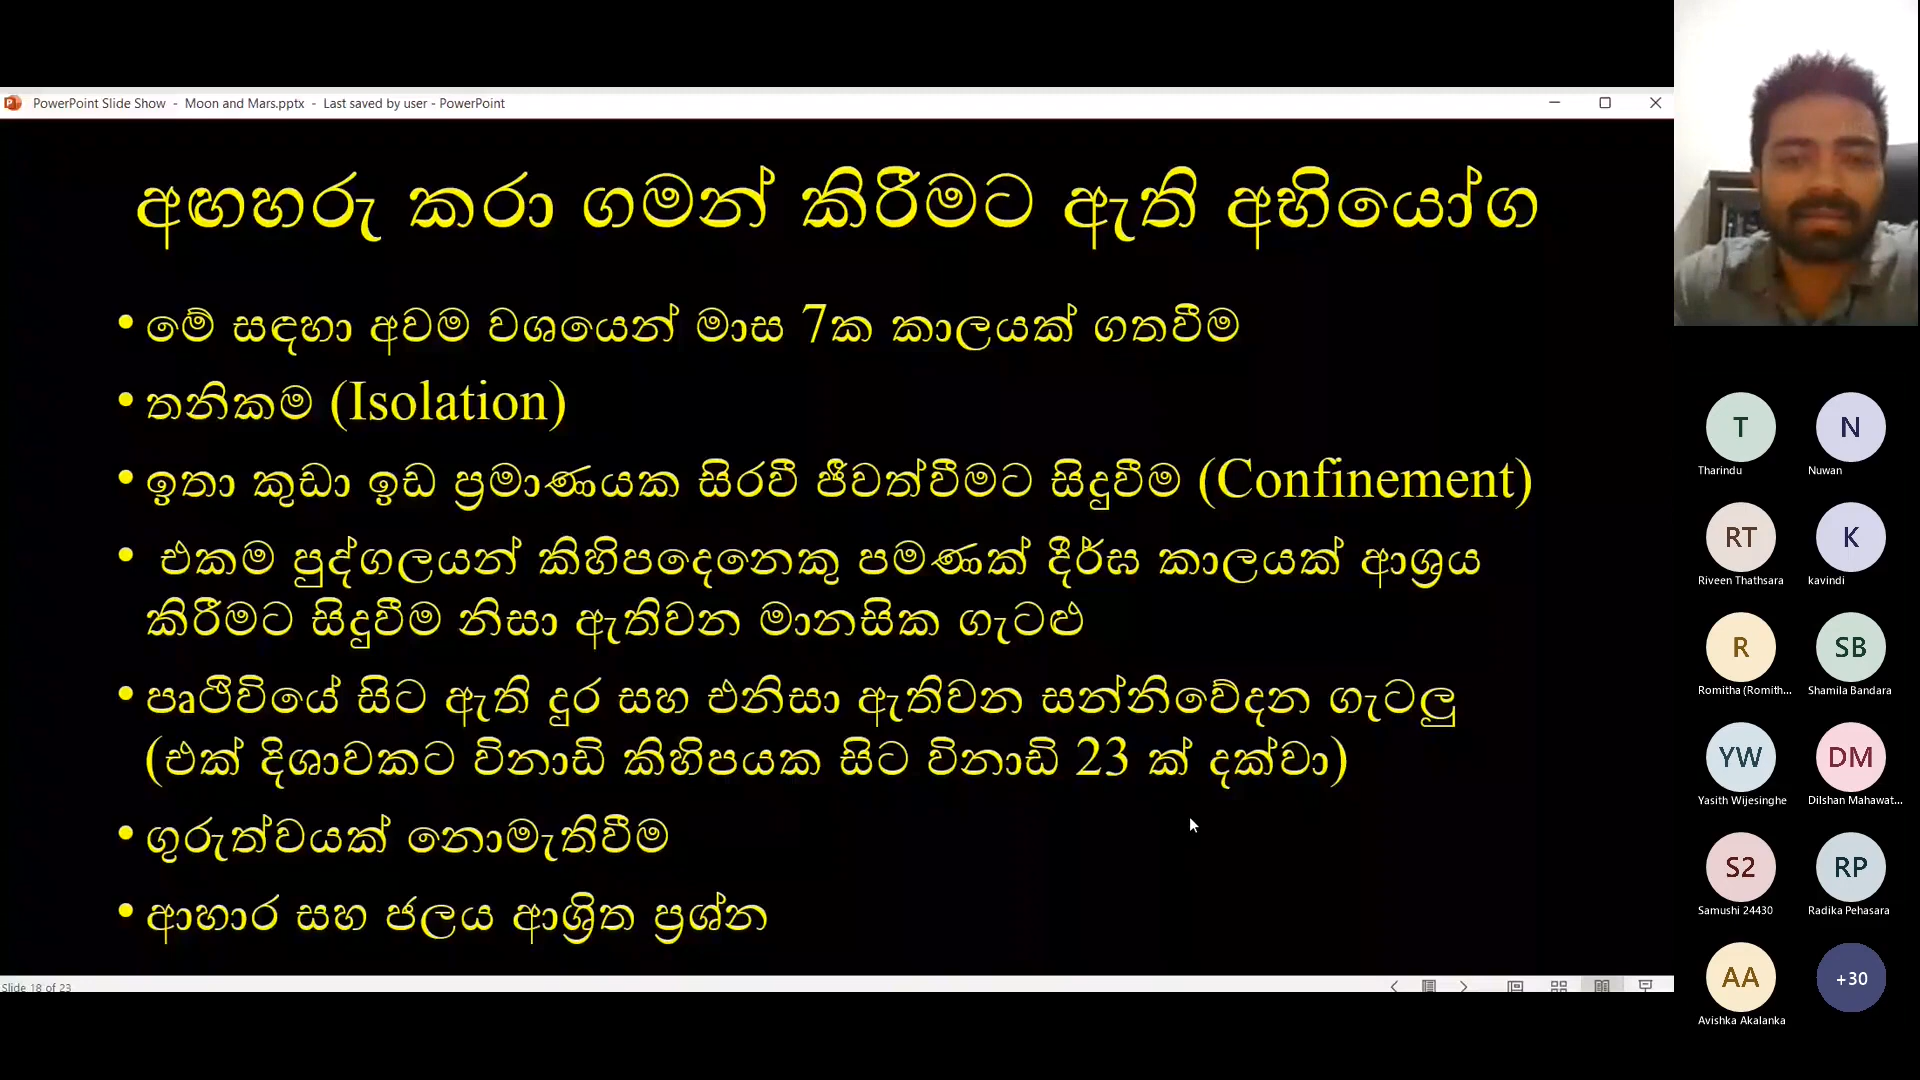 PowerPoint Slide Show - Moon and Mars.pptx - Last saved by user - PowerPoint
අඟහරු කරා ගමන් කිරීමට ඇති අභියෝග
• මේ සඳහා අවම වශයෙන් මාස 7ක කාලයක් ගතවීම
• තනිකම (Isolation)
• ඉතා කුඩා ඉඩ ප්‍රමාණයක සිරවී ජීවත්වීමට සිදුවීම (Confinement)
• එකම පුද්ගලයන් කිහිපදෙනෙකු පමණක් දීර්ඝ කාලයක් ආශ්‍රය
කිරීමට සිදුවීම නිසා ඇතිවන මානසික ගැටළු
• පෘථිවියේ සිට ඇති දුර සහ එනිසා ඇතිවන සන්නිවේදන ගැටලු
(එක් දිශාවකට විනාඩි කිහිපයක සිට විනාඩි 23 ක් දක්වා)
• ගුරුත්වයක් නොමැතිවීම
• ආහාර සහ ජලය ආශ්‍රිත ප්‍රශ්න
Slide 18 of 23
T N
Tharindu Nuwan
RT K
Riveen Thathsara kavindi
R SB
Romitha (Romith... Shamila Bandara
YW DM
Yasith Wijesinghe Dilshan Mahawat...
S2 RP
Samushi 24430 Radika Pehasara
AA +30
Avishka Akalanka